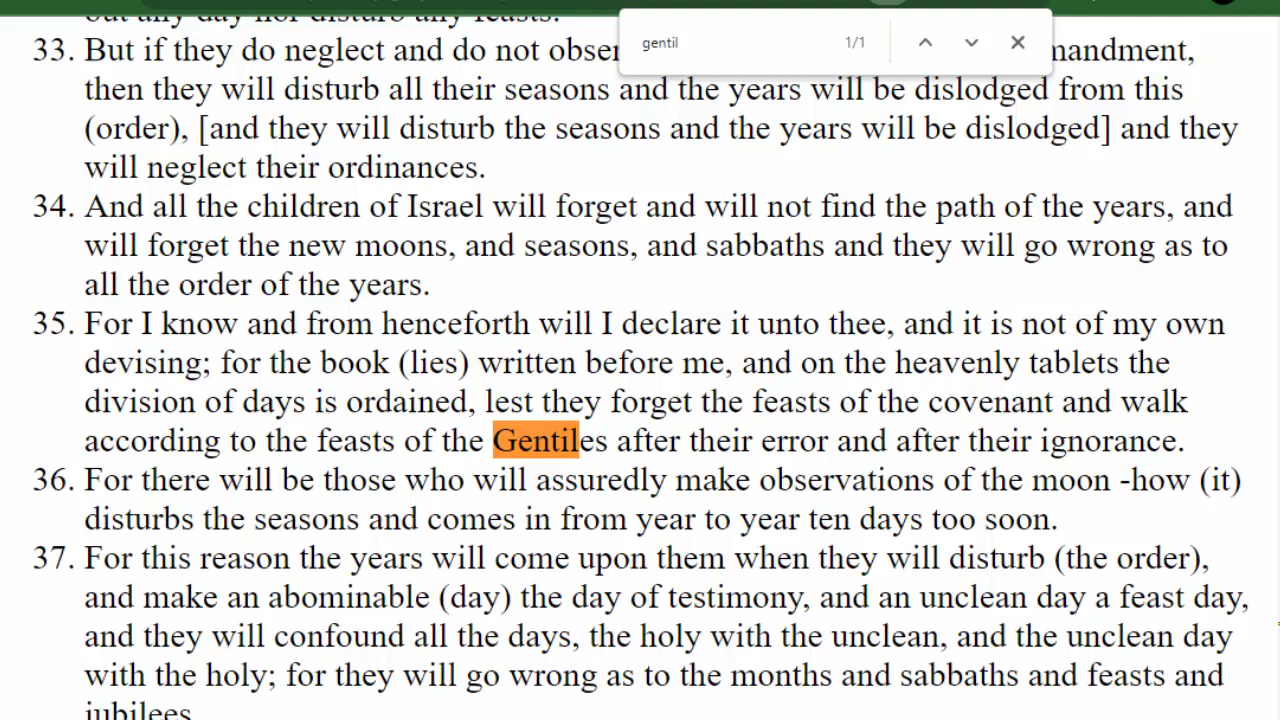 but any day nor disturb any feasts.
gentil
1/1
33. But if they do neglect and do not obser
mandment,
then they will disturb all their seasons and the years will be dislodged from this
(order), [and they will disturb the seasons and the years will be dislodged] and they
will neglect their ordinances.
34. And all the children of Israel will forget and will not find the path of the years, and
will forget the new moons, and seasons, and sabbaths and they will go wrong as to
all the order of the years.
35. For I know and from henceforth will I declare it unto thee, and it is not of my own
devising; for the book (lies) written before me, and on the heavenly tablets the
division of days is ordained, lest they forget the feasts of the covenant and walk
according to the feasts of the Gentiles after their error and after their ignorance.
36. For there will be those who will assuredly make observations of the moon -how (it)
disturbs the seasons and comes in from year to year ten days too soon.
37. For this reason the years will come upon them when they will disturb (the order),
and make an abominable (day) the day of testimony, and an unclean day a feast day,
and they will confound all the days, the holy with the unclean, and the unclean day
with the holy; for they will go wrong as to the months and sabbaths and feasts and
jubilees